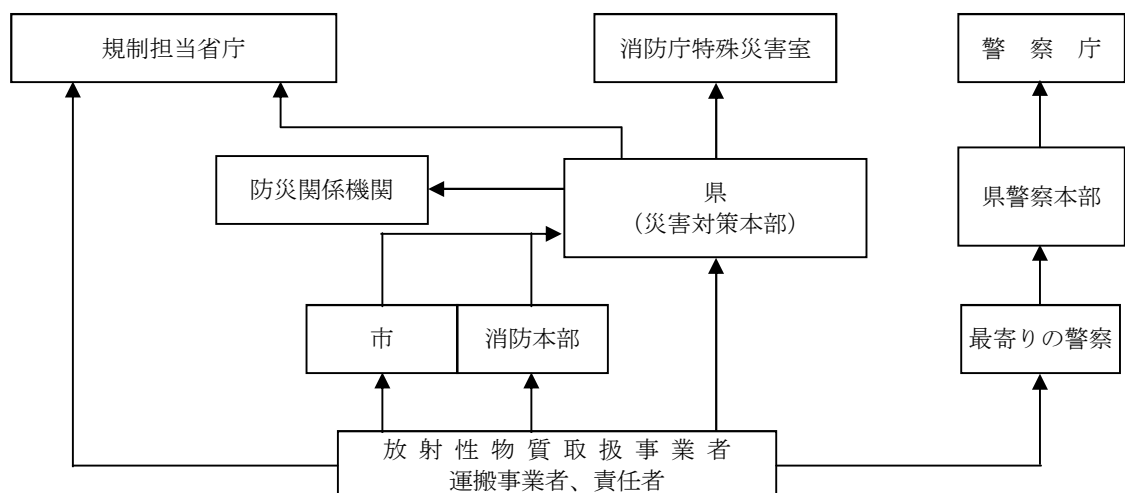 規制担当省庁
消防庁特殊災害室
警察庁
防災関係機関
県
（災害対策本部）
県警察本部
市
消防本部
最寄りの警察
放射性物質取扱事業者
運搬事業者、責任者